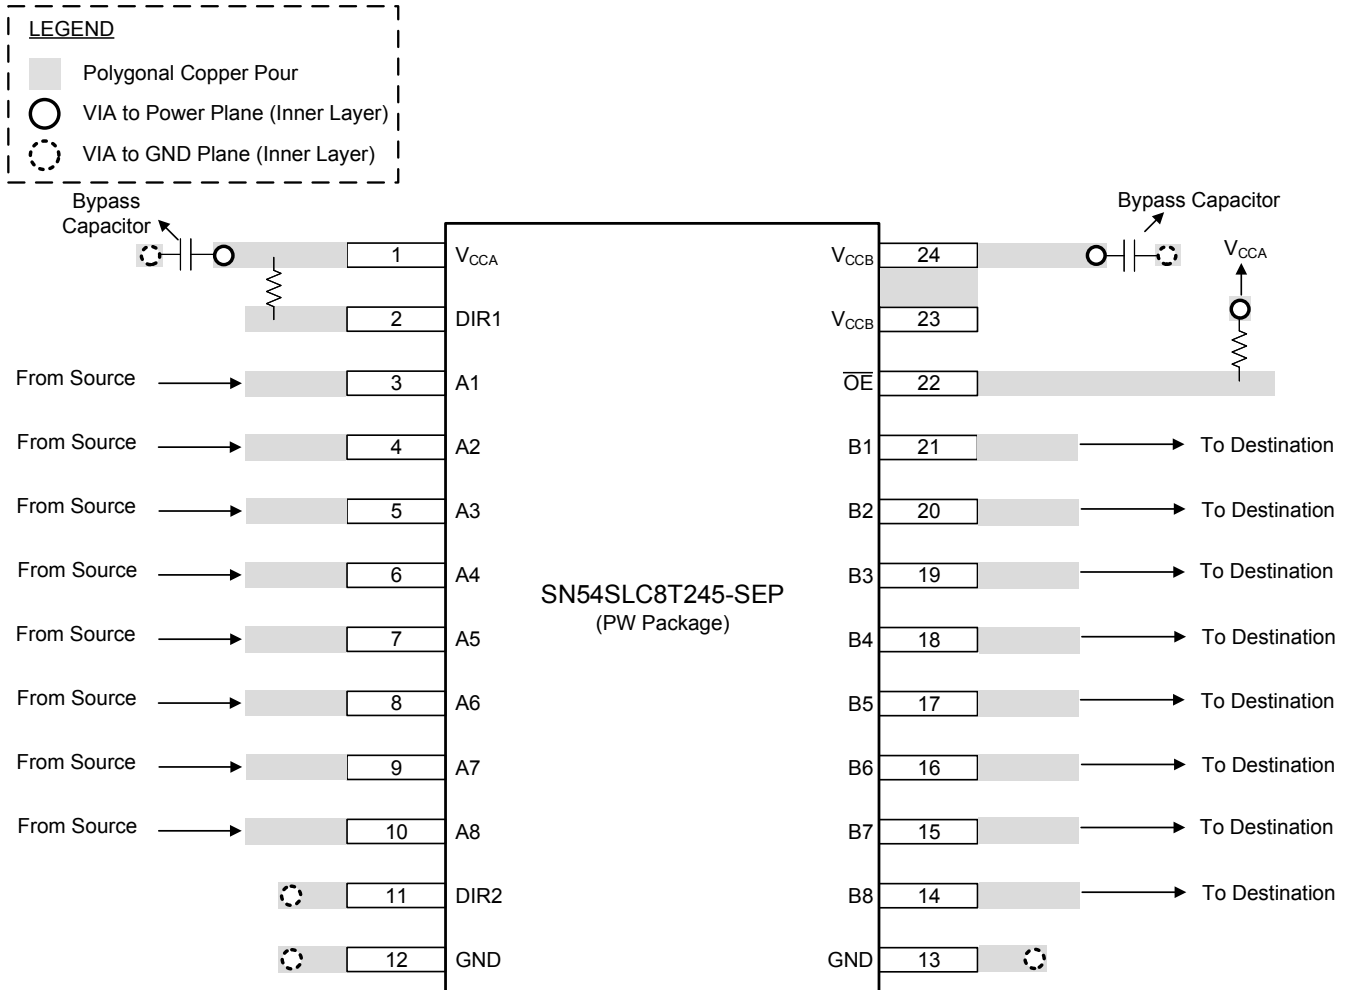 LEGEND
Polygonal Copper Pour
VIA to Power Plane (Inner Layer)
VIA to GND Plane (Inner Layer)
Bypass
Capacitor
Bypass Capacitor
1 VCCA
VCCB 24
VCCA
2 DIR1
VCCB 23
From Source 3 A1
OE 22
From Source 4 A2
B1 21 To Destination
From Source 5 A3
B2 20 To Destination
From Source 6 A4
B3 19 To Destination
SN54SLC8T245-SEP
(PW Package)
From Source 7 A5
B4 18 To Destination
From Source 8 A6
B5 17 To Destination
From Source 9 A7
B6 16 To Destination
From Source 10 A8
B7 15 To Destination
11 DIR2
B8 14 To Destination
12 GND
GND 13